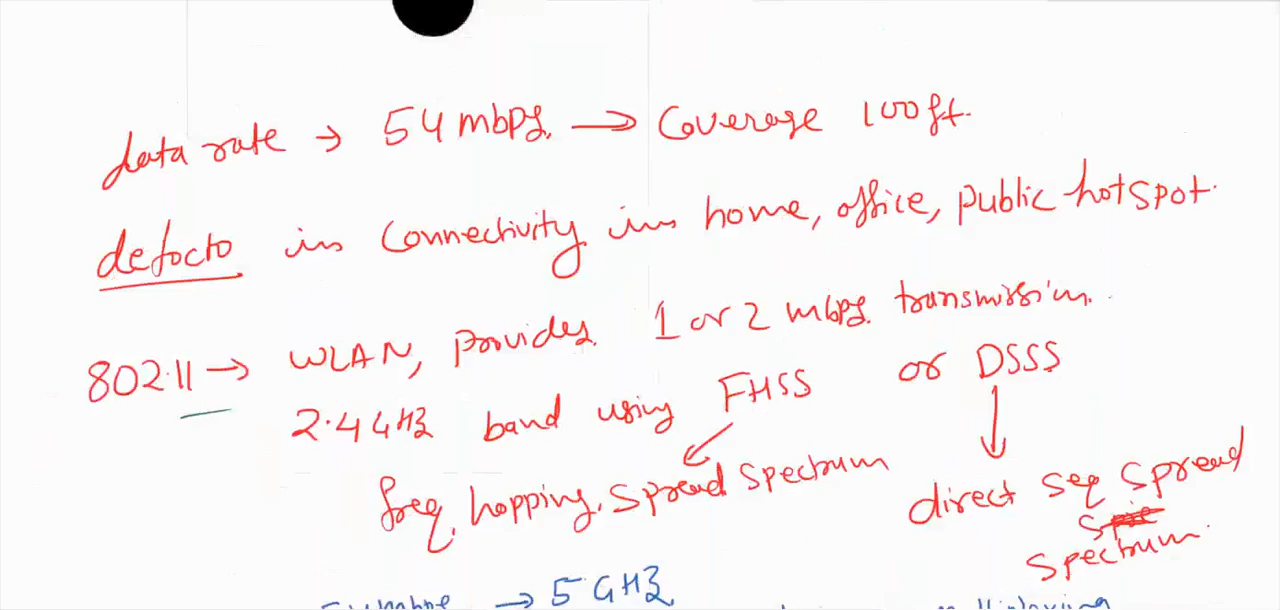 data rate → 54 mbps. → Coverage 100ft.
defacto in Connectivity in home, office, public hotspot.
802.11 → WLAN, provides 1 or 2 mbps transmission.
2.4 GHz band using FHSS or DSSS
freq. hopping. spread spectrum
direct seq spread
spectrum.
→ 5 GHz